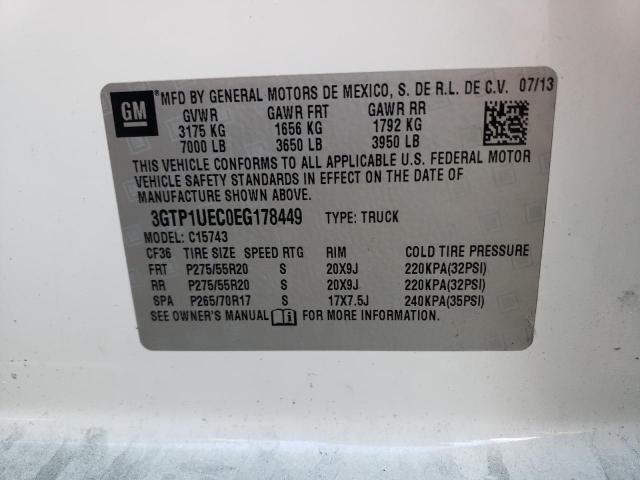 GM
® MFD BY GENERAL MOTORS DE MEXICO, S. DE R.L. DE C.V. 07/13
GVWR GAWR FRT GAWR RR
3175 KG 1656 KG 1792 KG
7000 LB 3650 LB 3950 LB
THIS VEHICLE CONFORMS TO ALL APPLICABLE U.S. FEDERAL MOTOR
VEHICLE SAFETY STANDARDS IN EFFECT ON THE DATE OF
MANUFACTURE SHOWN ABOVE.
3GTP1UEC0EG178449 TYPE: TRUCK
MODEL: C15743
CF36 TIRE SIZE SPEED RTG RIM COLD TIRE PRESSURE
FRT P275/55R20 S 20X9J 220KPA(32PSI)
RR P275/55R20 S 20X9J 220KPA(32PSI)
SPA P265/70R17 S 17X7.5J 240KPA(35PSI)
SEE OWNER'S MANUAL i FOR MORE INFORMATION.